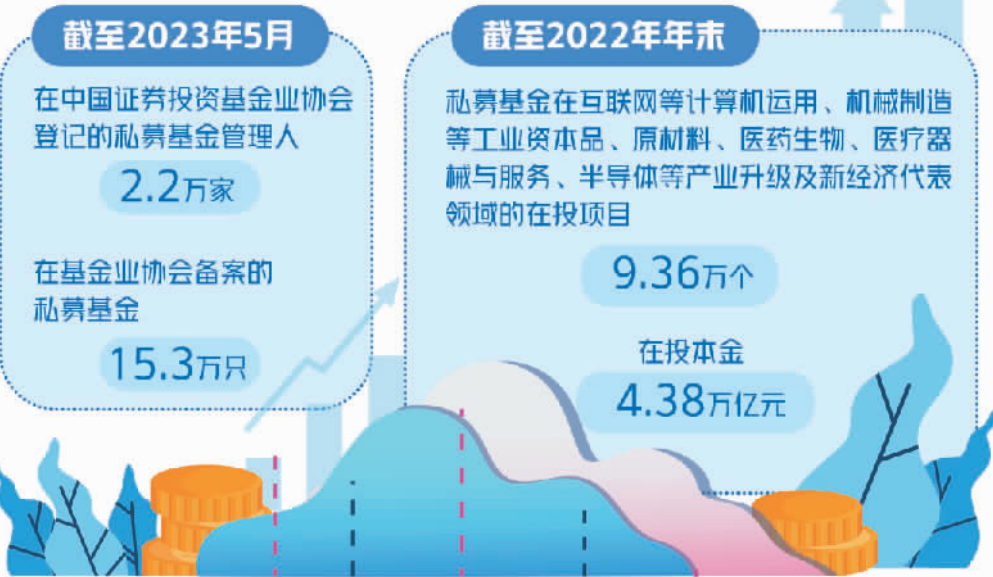 截至2023年5月
在中国证券投资基金业协会
登记的私募基金管理人
2.2万家
在基金业协会备案的
私募基金
15.3万只
截至2022年年末
私募基金在互联网等计算机运用、机械制造
等工业资本品、原材料、医药生物、医疗器
械与服务、半导体等产业升级及新经济代表
领域的在投项目
9.36万个
在投本金
4.38万亿元